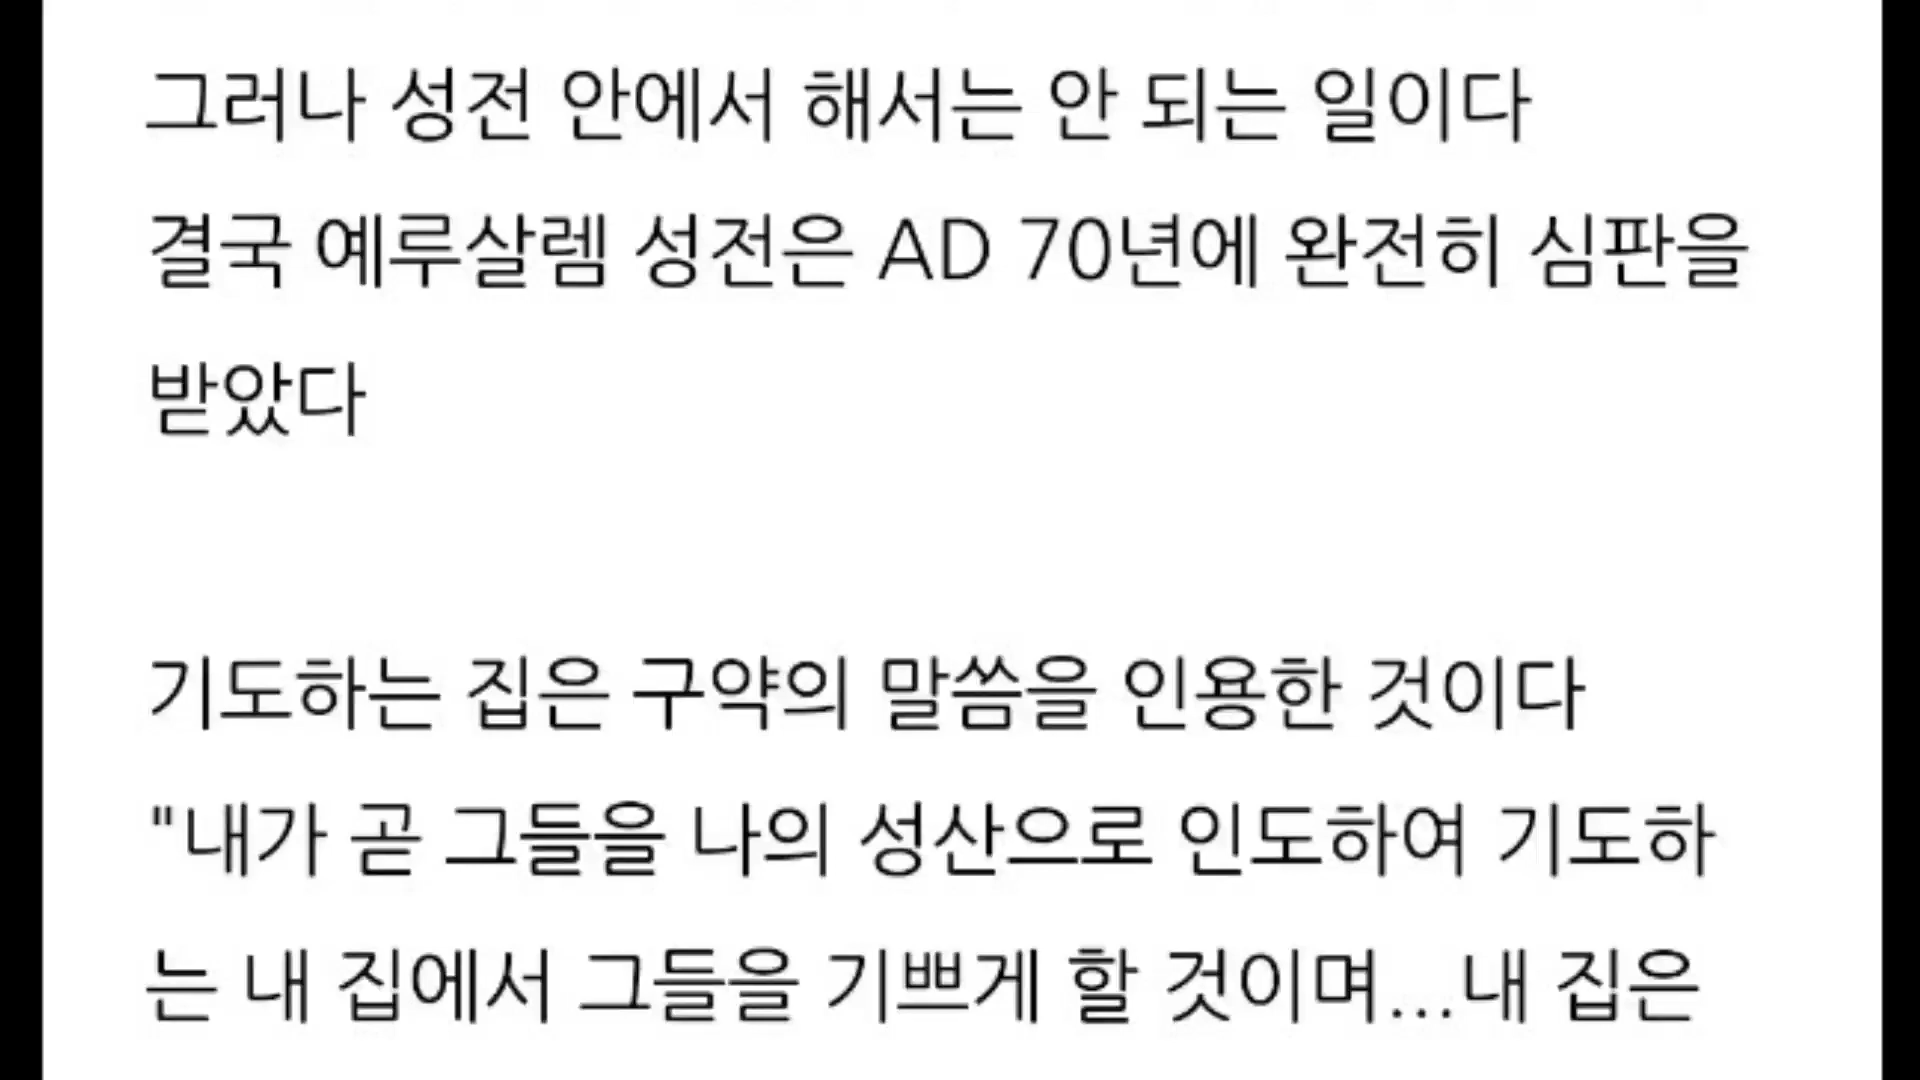 그러나 성전 안에서 해서는 안 되는 일이다
결국 예루살렘 성전은 AD 70년에 완전히 심판을
받았다
기도하는 집은 구약의 말씀을 인용한 것이다
"내가 곧 그들을 나의 성산으로 인도하여 기도하
는 내 집에서 그들을 기쁘게 할 것이며...내 집은